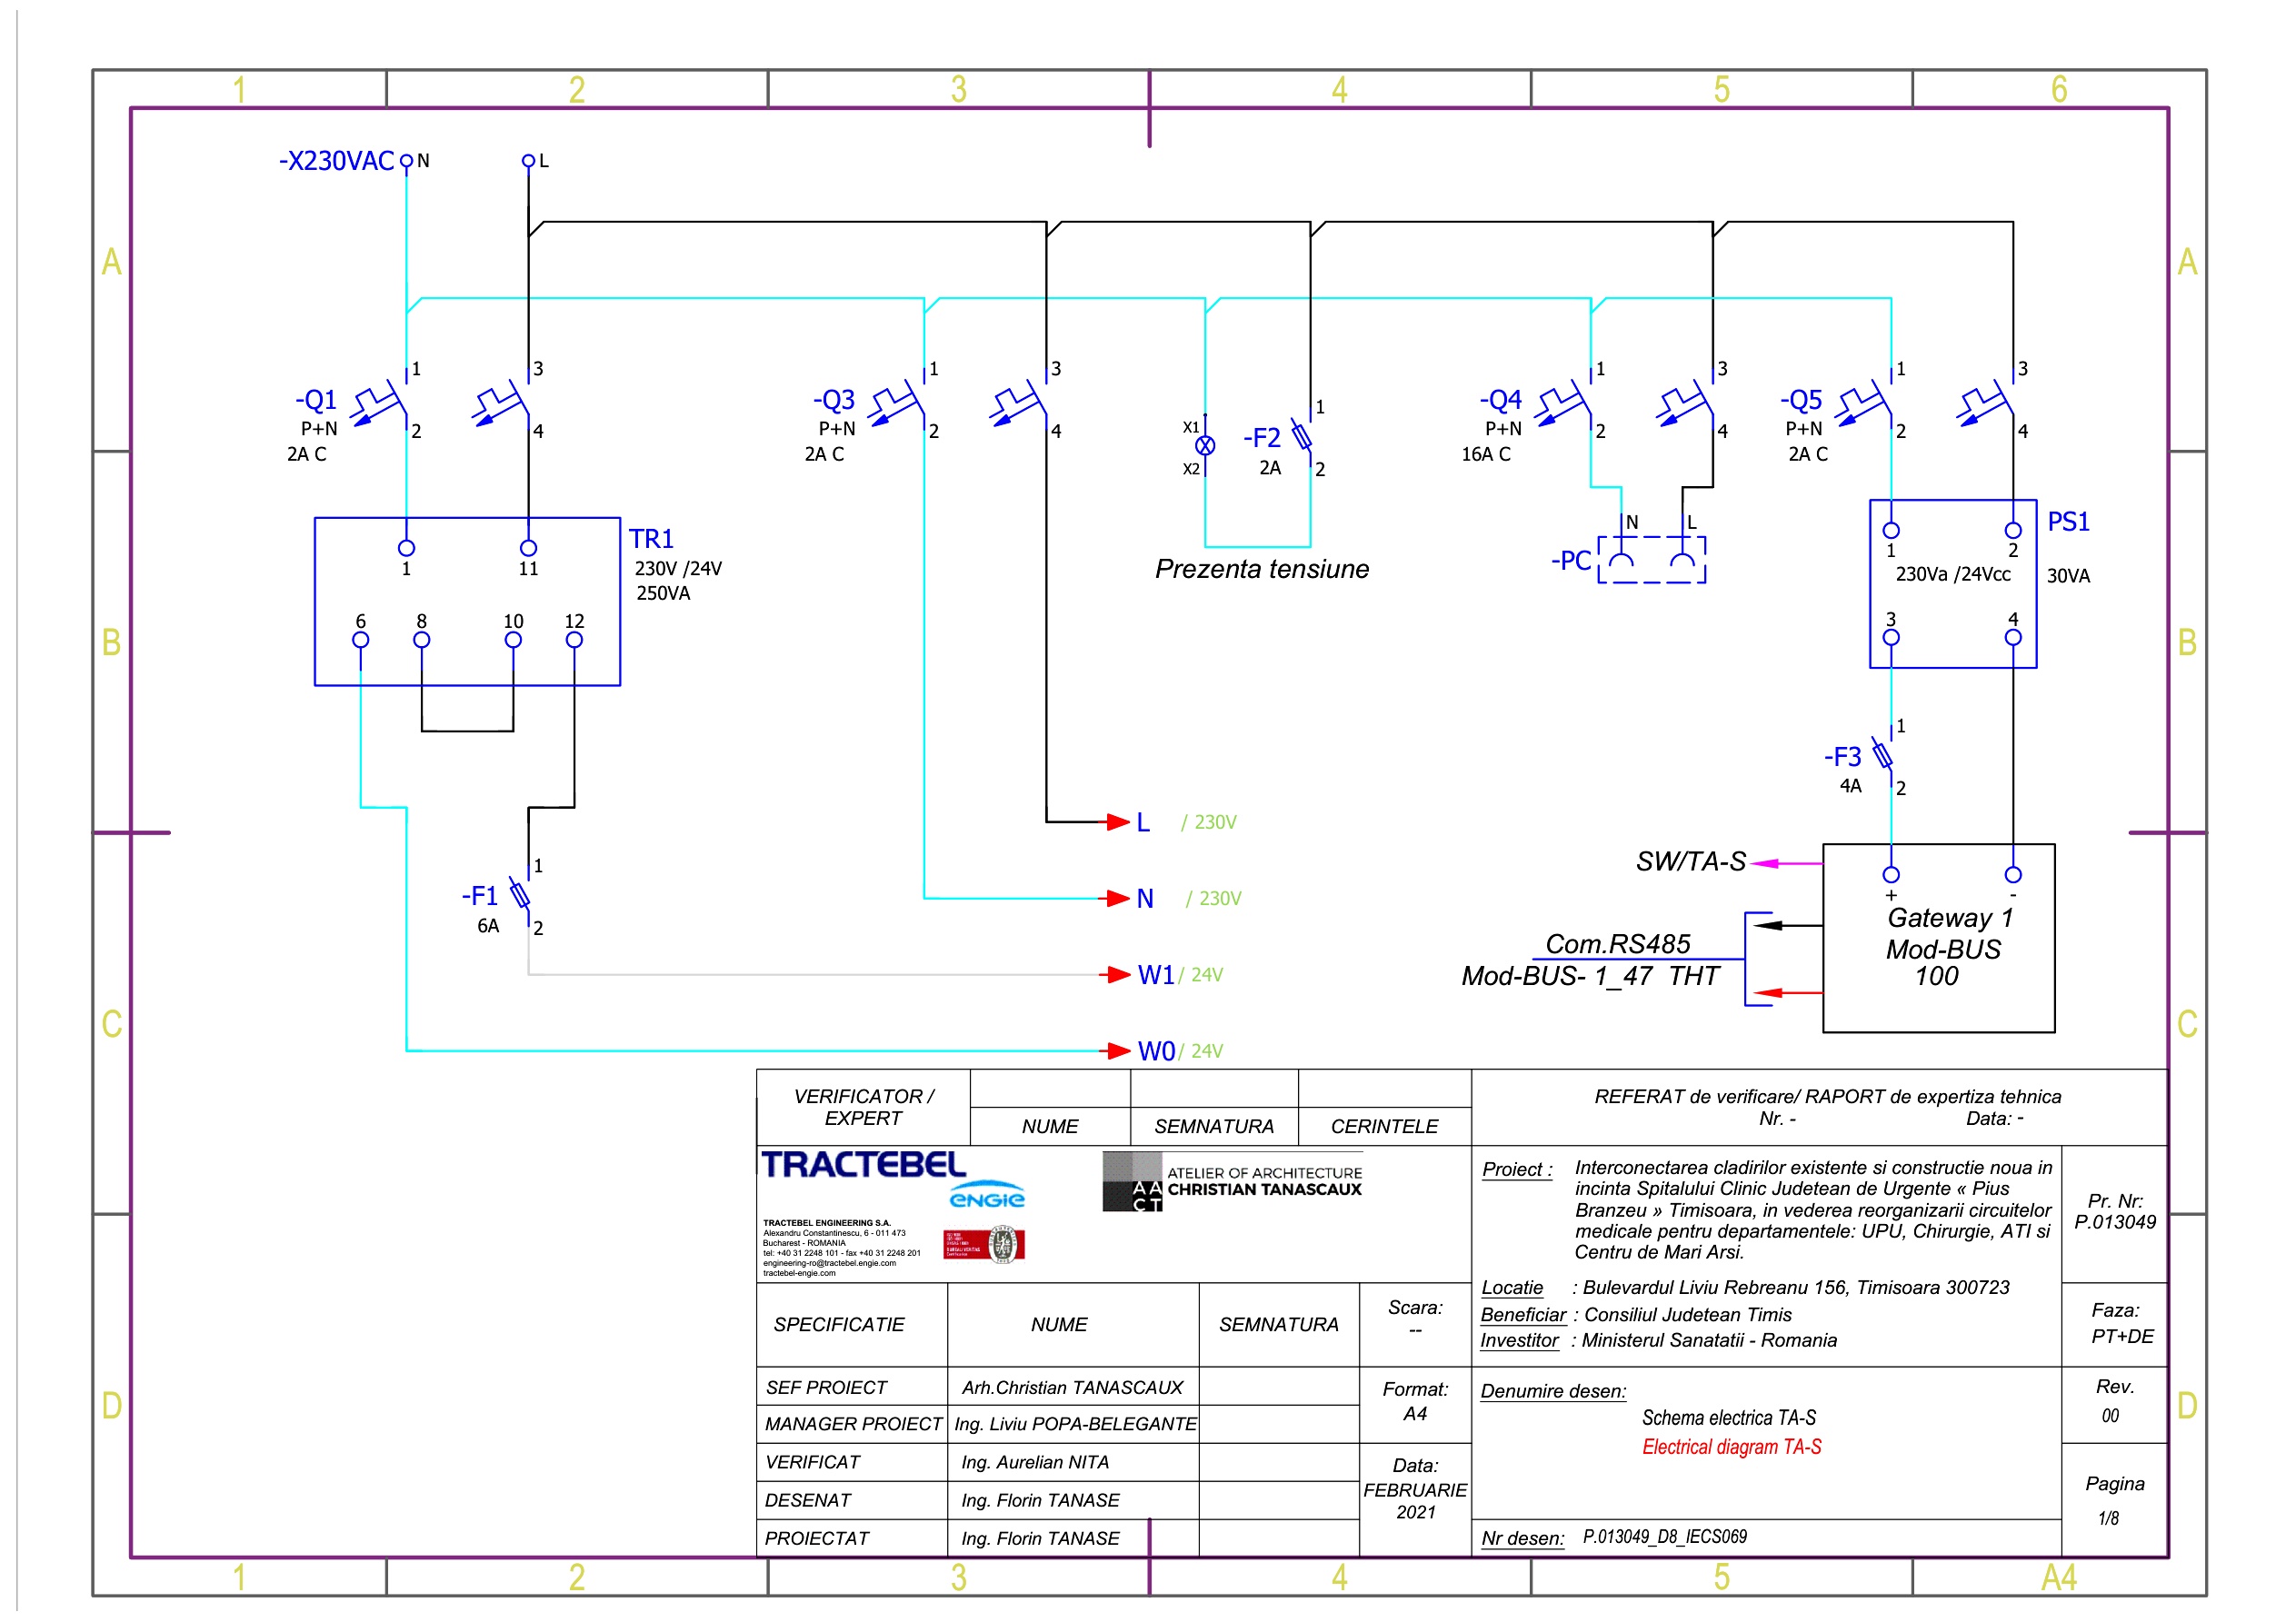 1 2 3 4 5 6
-X230VAC N L
A A
1 3 1 3 1 3 1 3
-Q1 -Q3 -Q4 -Q5
P+N P+N P+N P+N
2A C 2A C 16A C 2A C
2 4 2 4 2 4 2 4
X1 1
-F2
X2 2A 2
N L
-PC
Prezenta tensiune
TR1
230V /24V
250VA
1 11
6 8 10 12
PS1
1 2
230Va /24Vcc 30VA
3 4
B B
1
-F3
4A 2
L / 230V
1
-F1
6A 2
N / 230V
W1 / 24V
W0 / 24V
SW/TA-S
+ -
Gateway 1
Mod-BUS
100
Com.RS485
Mod-BUS- 1_47 THT
C C
VERIFICATOR /
EXPERT
NUME SEMNATURA CERINTELE
REFERAT de verificare/ RAPORT de expertiza tehnica
Nr. - Data: -
TRACTEBEL
ENGIE
TRACTEBEL ENGINEERING S.A.
Alexandru Constantinescu, 6 - 011 473
Bucharest - ROMANIA
tel: +40 31 2248 101 - fax +40 31 2248 201
engineering-ro@tractebel.engie.com
tractebel-engie.com
AACT
ATELIER OF ARCHITECTURE
CHRISTIAN TANASCAUX
Proiect : Interconectarea cladirilor existente si constructie noua in
incinta Spitalului Clinic Judetean de Urgente « Pius
Branzeu » Timisoara, in vederea reorganizarii circuitelor
medicale pentru departamentele: UPU, Chirurgie, ATI si
Centru de Mari Arsi.
Locatie : Bulevardul Liviu Rebreanu 156, Timisoara 300723
Beneficiar : Consiliul Judetean Timis
Investitor : Ministerul Sanatatii - Romania
Pr. Nr:
P.013049
Faza:
PT+DE
SPECIFICATIE NUME SEMNATURA
Scara:
--
SEF PROIECT Arh.Christian TANASCAUX
MANAGER PROIECT Ing. Liviu POPA-BELEGANTE
VERIFICAT Ing. Aurelian NITA
DESENAT Ing. Florin TANASE
PROIECTAT Ing. Florin TANASE
Format:
A4
Data:
FEBRUARIE
2021
Denumire desen:
Schema electrica TA-S
Electrical diagram TA-S
Nr desen: P.013049_D8_IECS069
Rev.
00
Pagina
1/8
D D
1 2 3 4 5 A4